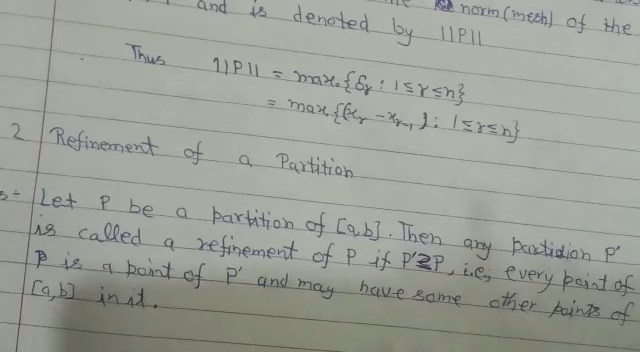 and is denoted by norm (mesh) of the
||P||
Thus ||P|| = max.{δr : 1≤r≤n}
= max.{(xr - xr-1) : 1≤r≤n}
2 Refinement of a Partition
Let P be a partition of [a,b]. Then any partidion P'
is called a refinement of P if P'⊇P, i.e; every point of
P is a point of P' and may have some other points of
[a,b] in it.